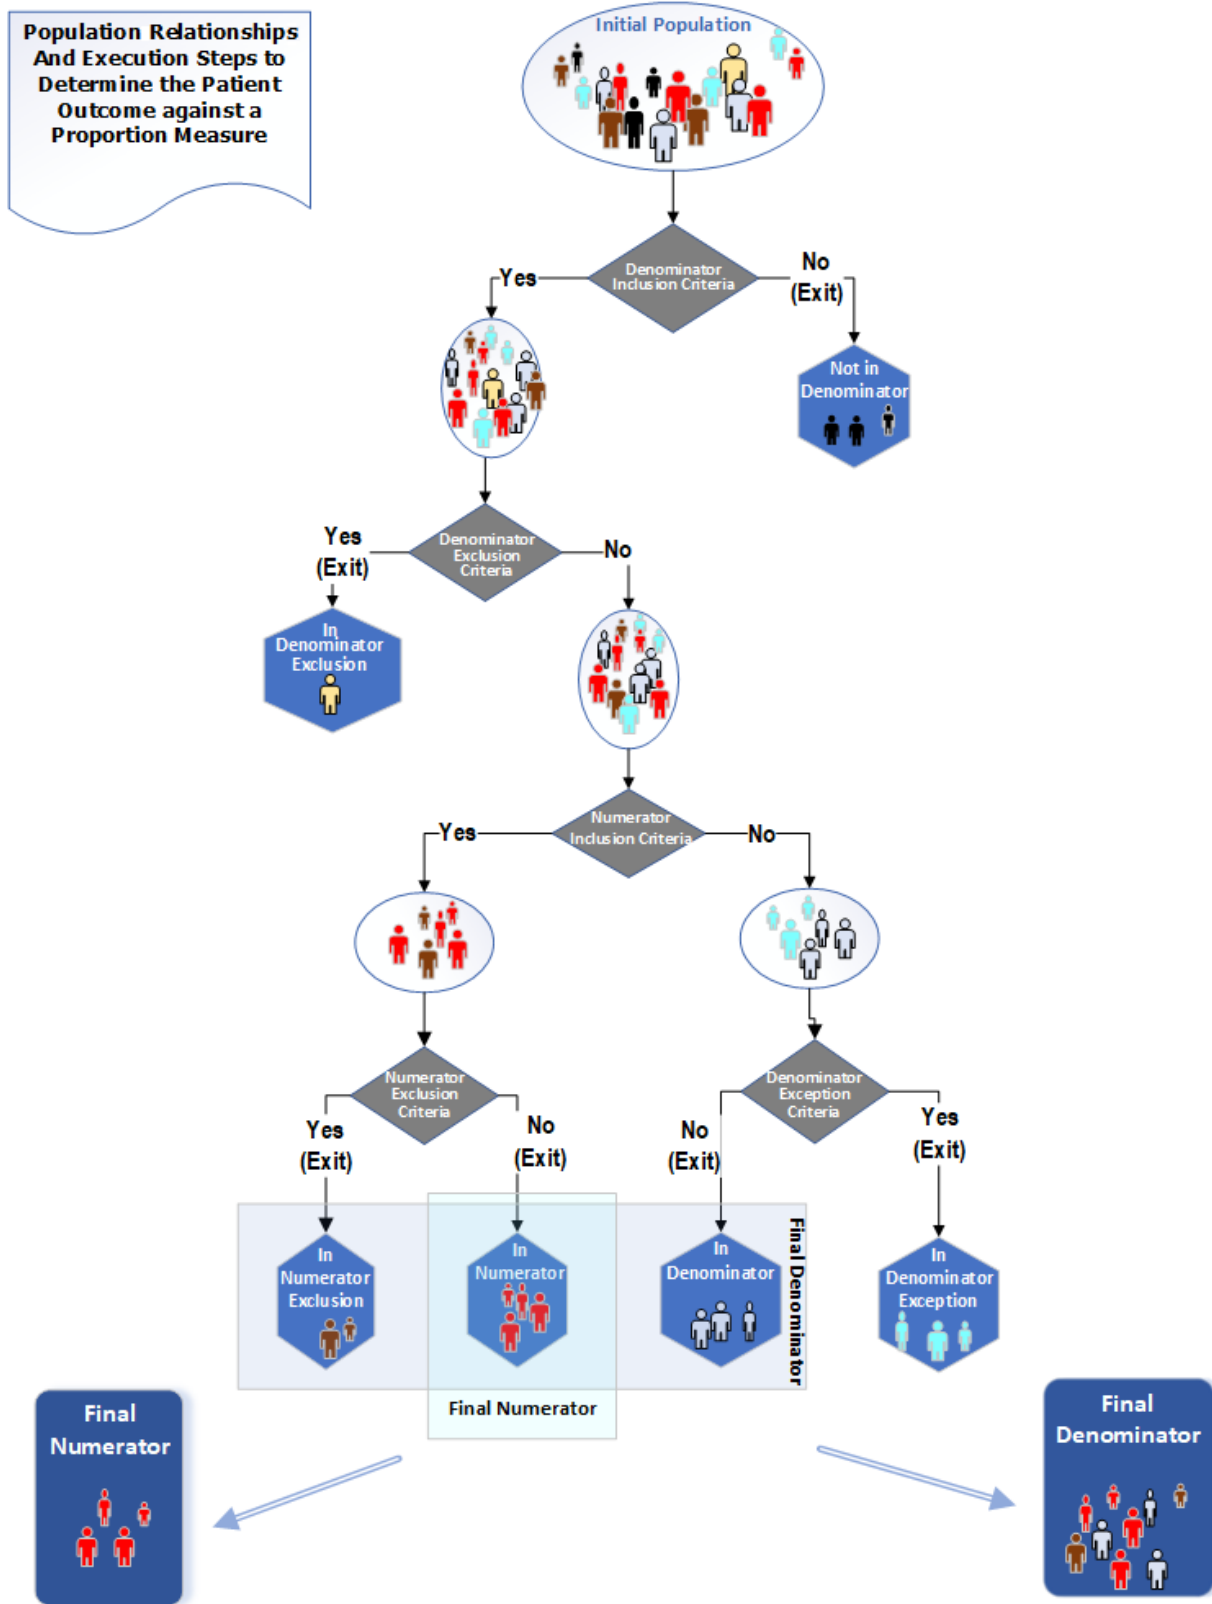 Population Relationships
And Execution Steps to
Determine the Patient
Outcome against a
Proportion Measure
Initial Population
Denominator
Inclusion Criteria
Yes
No
(Exit)
Not in
Denominator
Denominator
Exclusion
Criteria
Yes
(Exit)
No
In
Denominator
Exclusion
Numerator
Inclusion Criteria
Yes
No
Numerator
Exclusion
Criteria
Denominator
Exception
Criteria
Yes
(Exit)
No
(Exit)
No
(Exit)
Yes
(Exit)
In
Numerator
Exclusion
In
Numerator
In
Denominator
Final Denominator
In
Denominator
Exception
Final Numerator
Final
Numerator
Final
Denominator